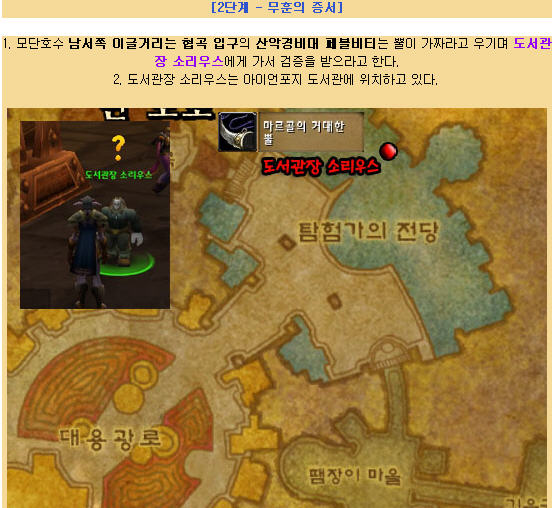 [2단계 - 무훈의 증서]
1. 모단호수 남서쪽 이글거리는 협곡 입구의 산악경비대 페블비티는 뿔이 가짜라고 우기며 도서관
장 소리우스에게 가서 검증을 받으라고 한다.
2. 도서관장 소리우스는 아이언포지 도서관에 위치하고 있다.
마르골의 거대한
뿔
도서관장 소리우스
도서관장 소리우스
탐험가의 전당
대용광로
땜장이 마을